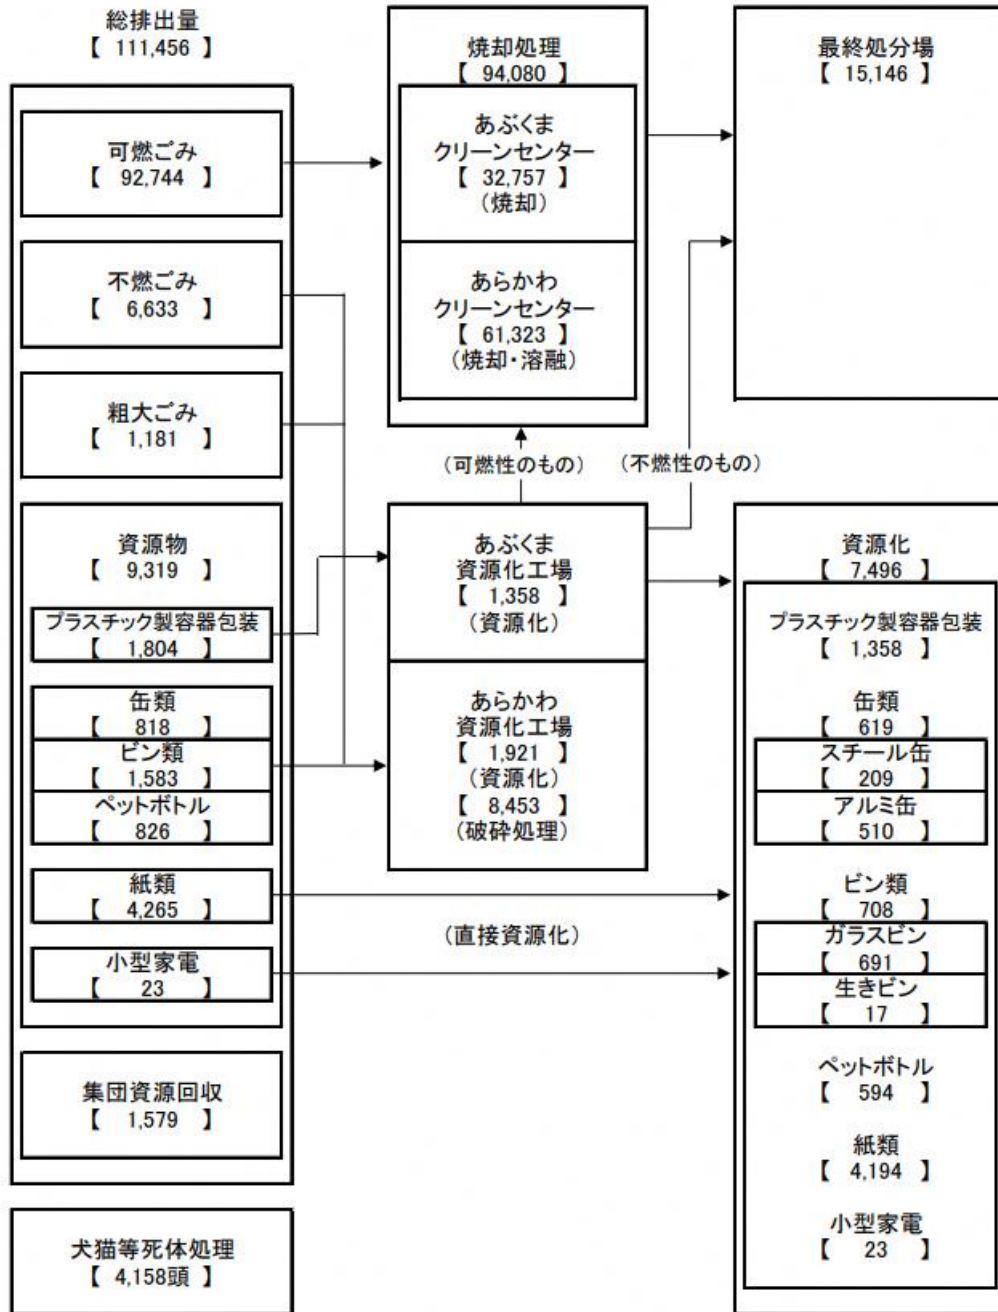 総排出量
【 111,456 】
可燃ごみ
【 92,744 】
不燃ごみ
【 6,633 】
粗大ごみ
【 1,181 】
資源物
【 9,319 】
プラスチック製容器包装
【 1,804 】
缶類
【 818 】
ビン類
【 1,583 】
ペットボトル
【 826 】
紙類
【 4,265 】
小型家電
【 23 】
集団資源回収
【 1,579 】
犬猫等死体処理
【 4,158頭 】
焼却処理
【 94,080 】
あぶくま
クリーンセンター
【 32,757 】
(焼却)
あらかわ
クリーンセンター
【 61,323 】
(焼却・溶融)
(可燃性のもの)
(不燃性のもの)
あぶくま
資源化工場
【 1,358 】
(資源化)
あらかわ
資源化工場
【 1,921 】
(資源化)
【 8,453 】
(破砕処理)
(直接資源化)
最終処分場
【 15,146 】
資源化
【 7,496 】
プラスチック製容器包装
【 1,358 】
缶類
【 619 】
スチール缶
【 209 】
アルミ缶
【 510 】
ビン類
【 708 】
ガラスビン
【 691 】
生きビン
【 17 】
ペットボトル
【 594 】
紙類
【 4,194 】
小型家電
【 23 】